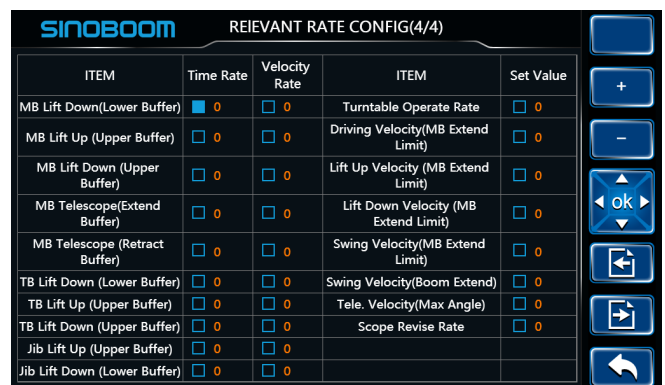 SINOBOOM
REIEVANT RATE CONFIG(4/4)
ITEM Time Rate Velocity Rate ITEM Set Value
MB Lift Down(Lower Buffer) 0 0 Turntable Operate Rate 0
MB Lift Up (Upper Buffer) 0 0 Driving Velocity(MB Extend Limit) 0
MB Lift Down (Upper Buffer) 0 0 Lift Up Velocity (MB Extend Limit) 0
MB Telescope(Extend Buffer) 0 0 Lift Down Velocity (MB Extend Limit) 0
MB Telescope (Retract Buffer) 0 0 Swing Velocity(MB Extend Limit) 0
TB Lift Down (Lower Buffer) 0 0 Swing Velocity(Boom Extend) 0
TB Lift Up (Upper Buffer) 0 0 Tele. Velocity(Max Angle) 0
TB Lift Down (Upper Buffer) 0 0 Scope Revise Rate 0
Jib Lift Up (Upper Buffer) 0 0
Jib Lift Down (Lower Buffer) 0 0
+
−
ok